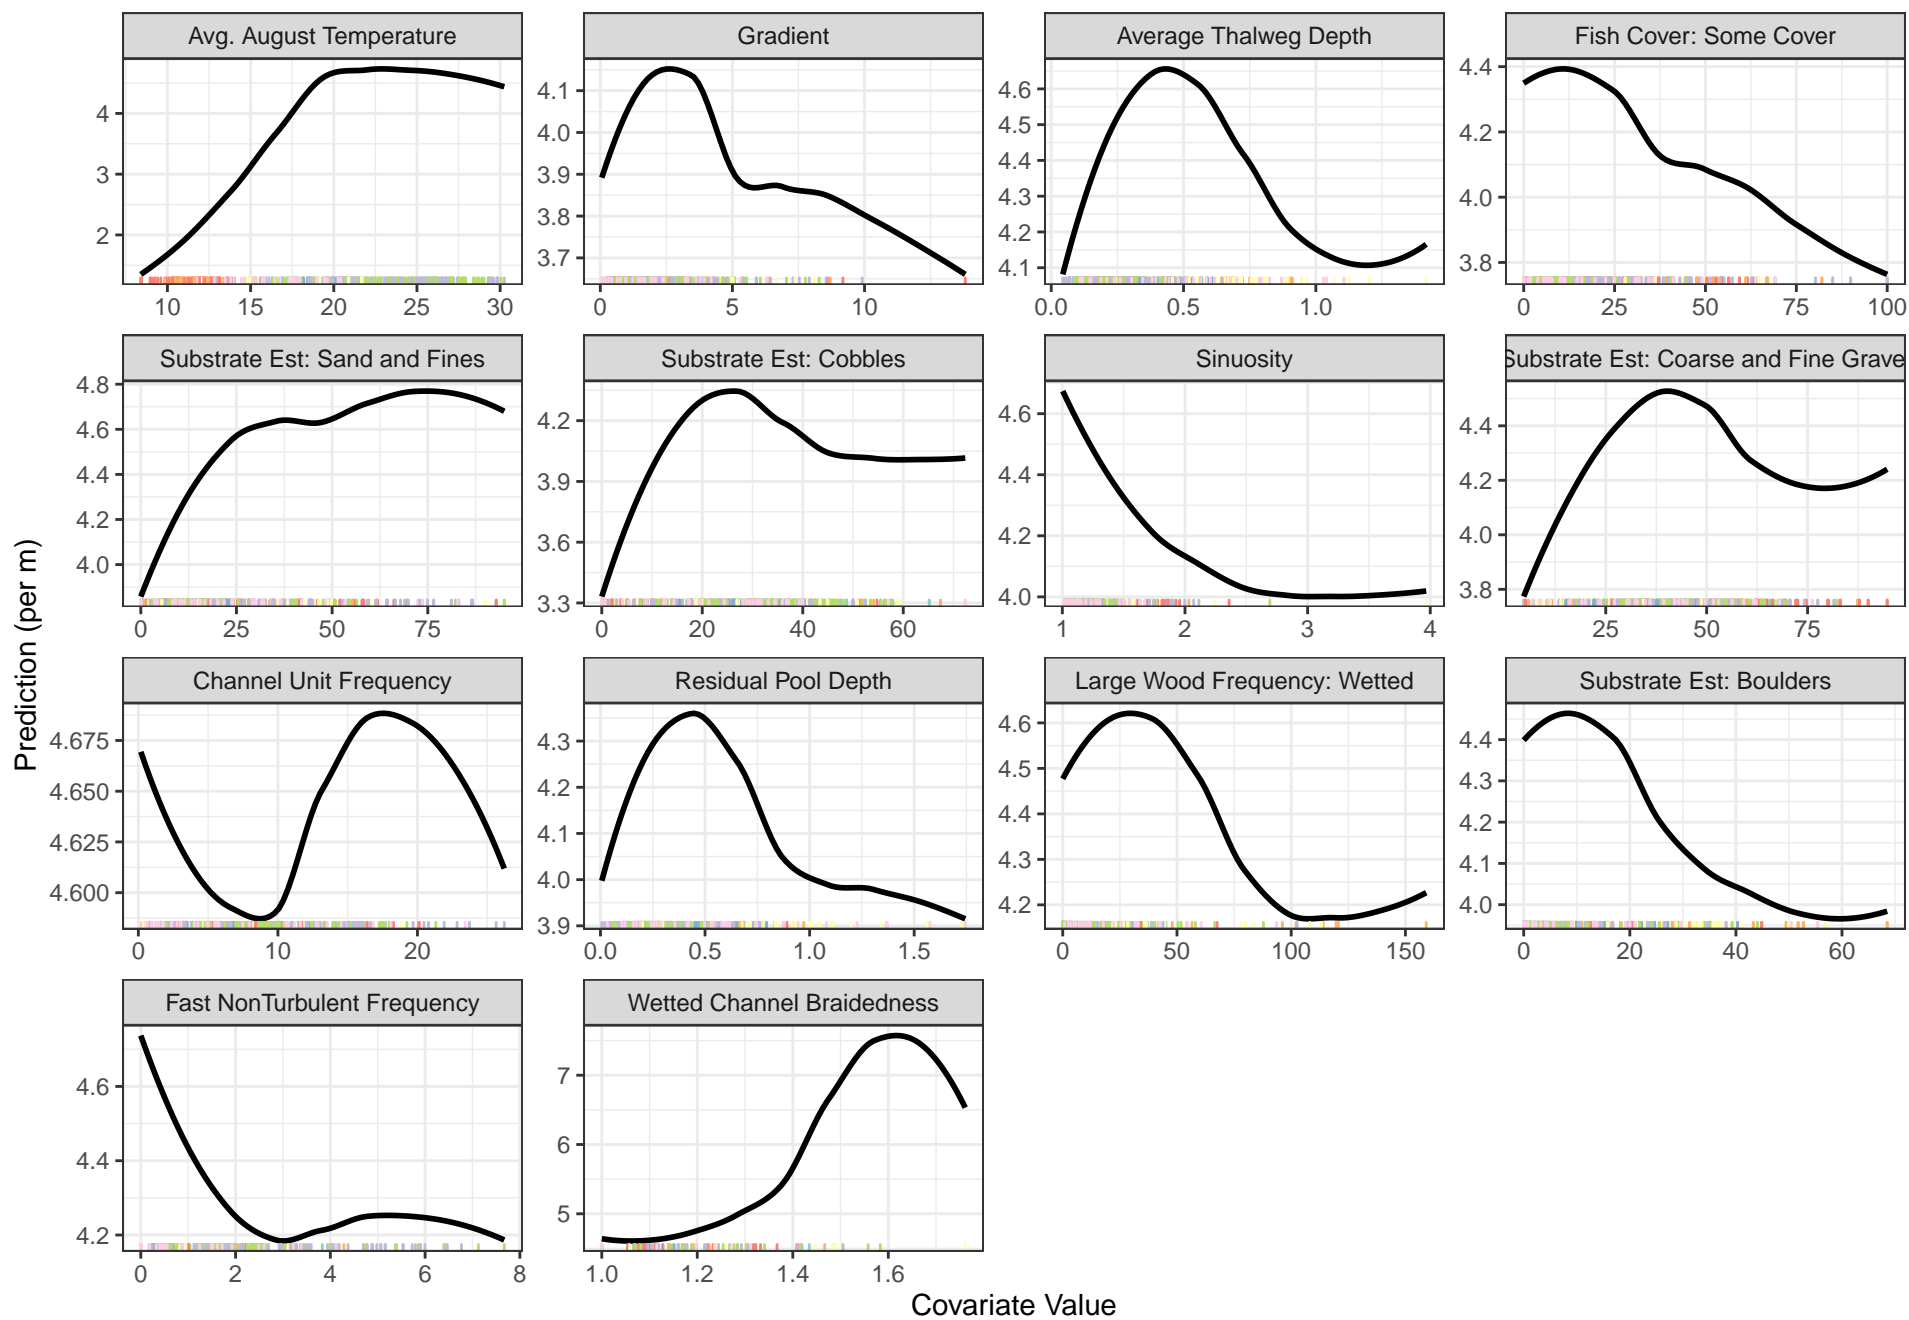 Avg. August Temperature
Gradient
Average Thalweg Depth
Fish Cover: Some Cover
4
3
2
10 15 20 25 30
4.1
4.0
3.9
3.8
3.7
0 5 10
4.6
4.5
4.4
4.3
4.2
4.1
0.0 0.5 1.0
4.4
4.2
4.0
3.8
0 25 50 75 100
Substrate Est: Sand and Fines
Substrate Est: Cobbles
Sinuosity
Substrate Est: Coarse and Fine Grave
4.8
4.6
4.4
4.2
4.0
0 25 50 75
4.2
3.9
3.6
3.3
0 20 40 60
4.6
4.4
4.2
4.0
1 2 3 4
4.4
4.2
4.0
3.8
25 50 75
Prediction (per m)
Channel Unit Frequency
Residual Pool Depth
Large Wood Frequency: Wetted
Substrate Est: Boulders
4.675
4.650
4.625
4.600
0 10 20
4.3
4.2
4.1
4.0
3.9
0.0 0.5 1.0 1.5
4.6
4.5
4.4
4.3
4.2
0 50 100 150
4.4
4.3
4.2
4.1
4.0
0 20 40 60
Fast NonTurbulent Frequency
Wetted Channel Braidedness
4.6
4.4
4.2
0 2 4 6 8
7
6
5
1.0 1.2 1.4 1.6
Covariate Value